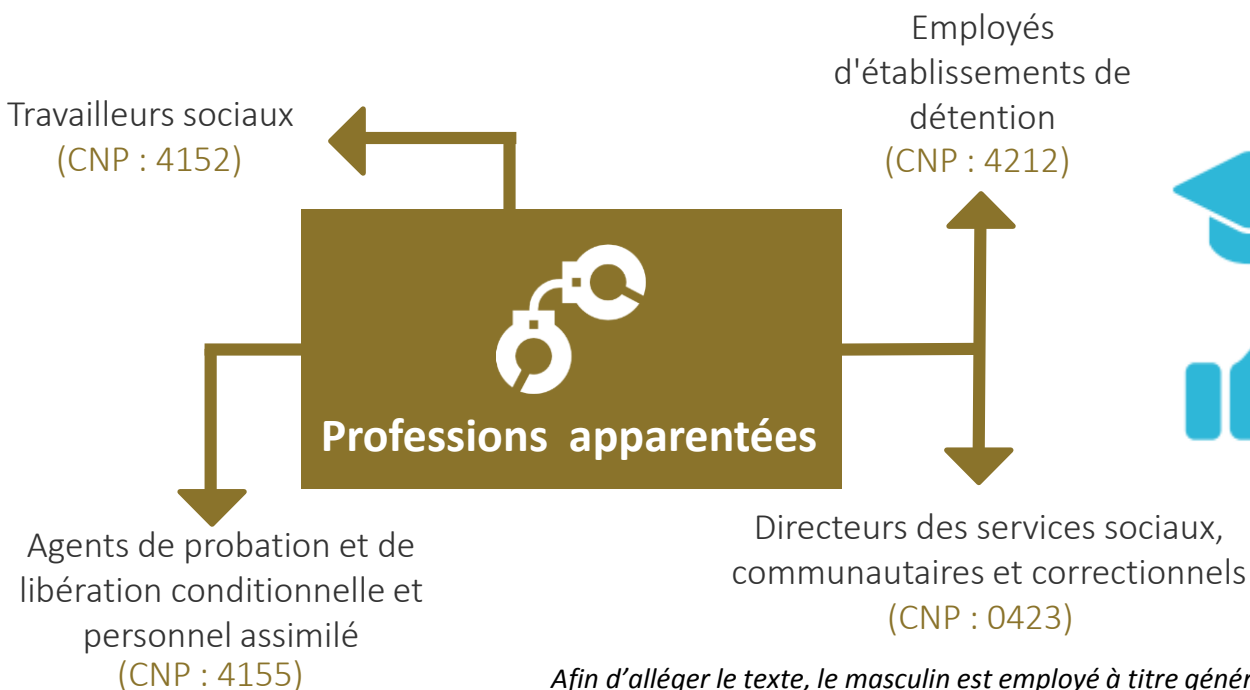 Employés
d'établissements de
détention
(CNP : 4212)
Travailleurs sociaux
(CNP : 4152)
Professions apparentées
Agents de probation et de
libération conditionnelle et
personnel assimilé
(CNP : 4155)
Directeurs des services sociaux,
communautaires et correctionnels
(CNP : 0423)
Afin d’alléger le texte, le masculin est employé à titre génér